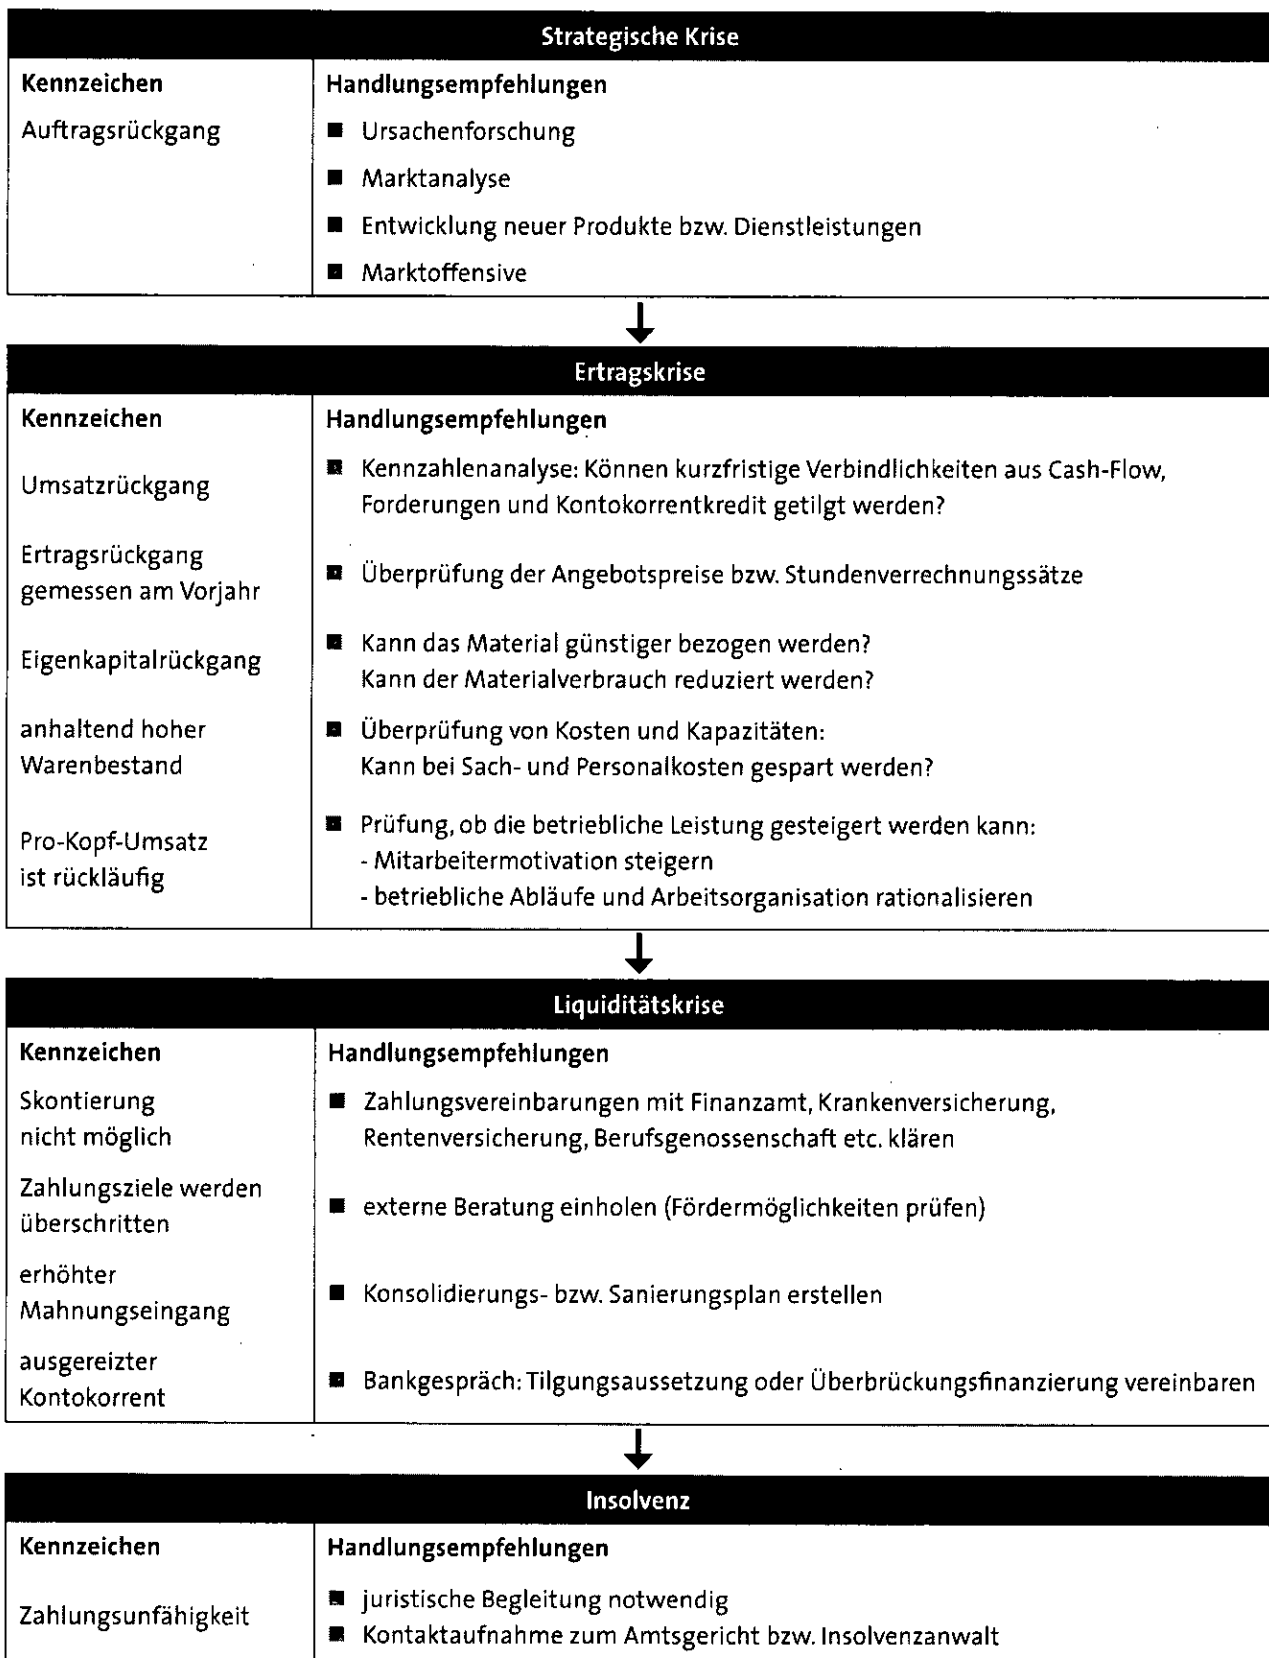 Strategische Krise
Kennzeichen
Handlungsempfehlungen
Auftragsrückgang
■ Ursachenforschung
■ Marktanalyse
■ Entwicklung neuer Produkte bzw. Dienstleistungen
■ Marktoffensive
↓
Ertragskrise
Kennzeichen
Handlungsempfehlungen
Umsatzrückgang
■ Kennzahlenanalyse: Können kurzfristige Verbindlichkeiten aus Cash-Flow,
Forderungen und Kontokorrentkredit getilgt werden?
Ertragsrückgang
gemessen am Vorjahr
■ Überprüfung der Angebotspreise bzw. Stundenverrechnungssätze
Eigenkapitalrückgang
■ Kann das Material günstiger bezogen werden?
Kann der Materialverbrauch reduziert werden?
anhaltend hoher
Warenbestand
■ Überprüfung von Kosten und Kapazitäten:
Kann bei Sach- und Personalkosten gespart werden?
Pro-Kopf-Umsatz
ist rückläufig
■ Prüfung, ob die betriebliche Leistung gesteigert werden kann:
- Mitarbeitermotivation steigern
- betriebliche Abläufe und Arbeitsorganisation rationalisieren
↓
Liquiditätskrise
Kennzeichen
Handlungsempfehlungen
Skontierung
nicht möglich
■ Zahlungsvereinbarungen mit Finanzamt, Krankenversicherung,
Rentenversicherung, Berufsgenossenschaft etc. klären
Zahlungsziele werden
überschritten
■ externe Beratung einholen (Fördermöglichkeiten prüfen)
erhöhter
Mahnungseingang
■ Konsolidierungs- bzw. Sanierungsplan erstellen
ausgereizter
Kontokorrent
■ Bankgespräch: Tilgungsaussetzung oder Überbrückungsfinanzierung vereinbaren
↓
Insolvenz
Kennzeichen
Handlungsempfehlungen
Zahlungsunfähigkeit
■ juristische Begleitung notwendig
■ Kontaktaufnahme zum Amtsgericht bzw. Insolvenzanwalt